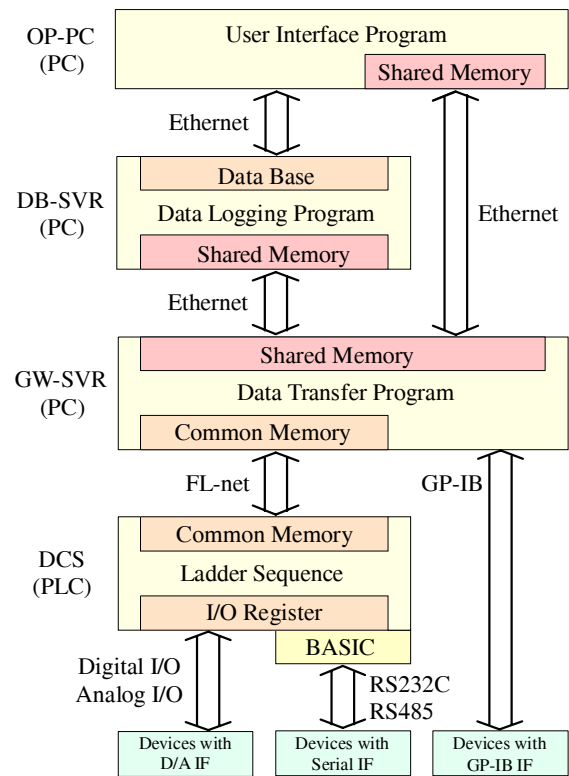 OP-PC
(PC)
User Interface Program
Shared Memory
Ethernet
Ethernet
DB-SVR
(PC)
Data Base
Data Logging Program
Shared Memory
Ethernet
GW-SVR
(PC)
Shared Memory
Data Transfer Program
Common Memory
FL-net
GP-IB
DCS
(PLC)
Common Memory
Ladder Sequence
I/O Register
BASIC
Digital I/O
Analog I/O
RS232C
RS485
Devices with
D/A IF
Devices with
Serial IF
Devices with
GP-IB IF